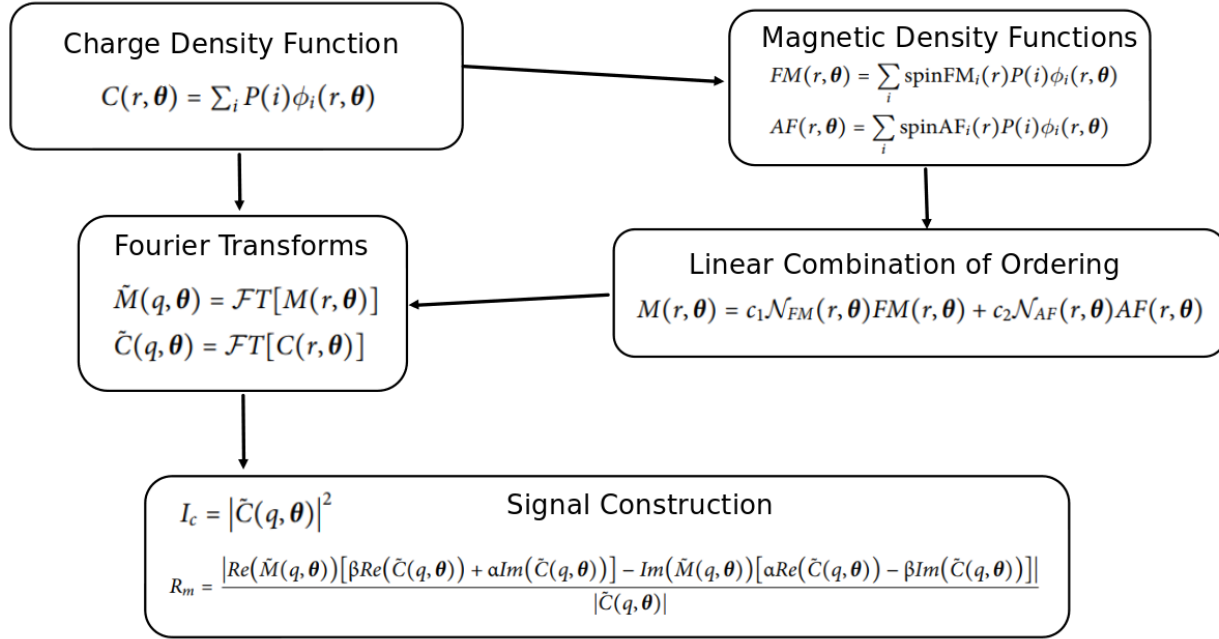 Charge Density Function
C(r, θ) = ∑ᵢ P(i)ϕᵢ(r, θ)
Magnetic Density Functions
FM(r, θ) = ∑ᵢ spinFMᵢ(r)P(i)ϕᵢ(r, θ)
AF(r, θ) = ∑ᵢ spinAFᵢ(r)P(i)ϕᵢ(r, θ)
Fourier Transforms
M̃(q, θ) = ℱT[M(r, θ)]
C̃(q, θ) = ℱT[C(r, θ)]
Linear Combination of Ordering
M(r, θ) = c₁𝒩_FM(r, θ)FM(r, θ) + c₂𝒩_AF(r, θ)AF(r, θ)
Signal Construction
I_c = |C̃(q, θ)|²
R_m = |Re(M̃(q, θ))[βRe(C̃(q, θ)) + αIm(C̃(q, θ))] − Im(M̃(q, θ))[αRe(C̃(q, θ)) − βIm(C̃(q, θ))]|
|C̃(q, θ)|